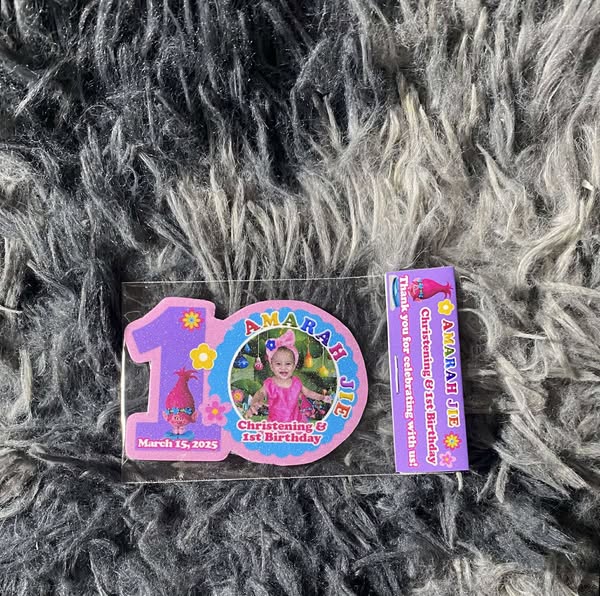 1
AMARAH JIE
Christening &
1st Birthday
March 15, 2025
AMARAH JIE
Christening & 1st Birthday
Thank you for celebrating with us!